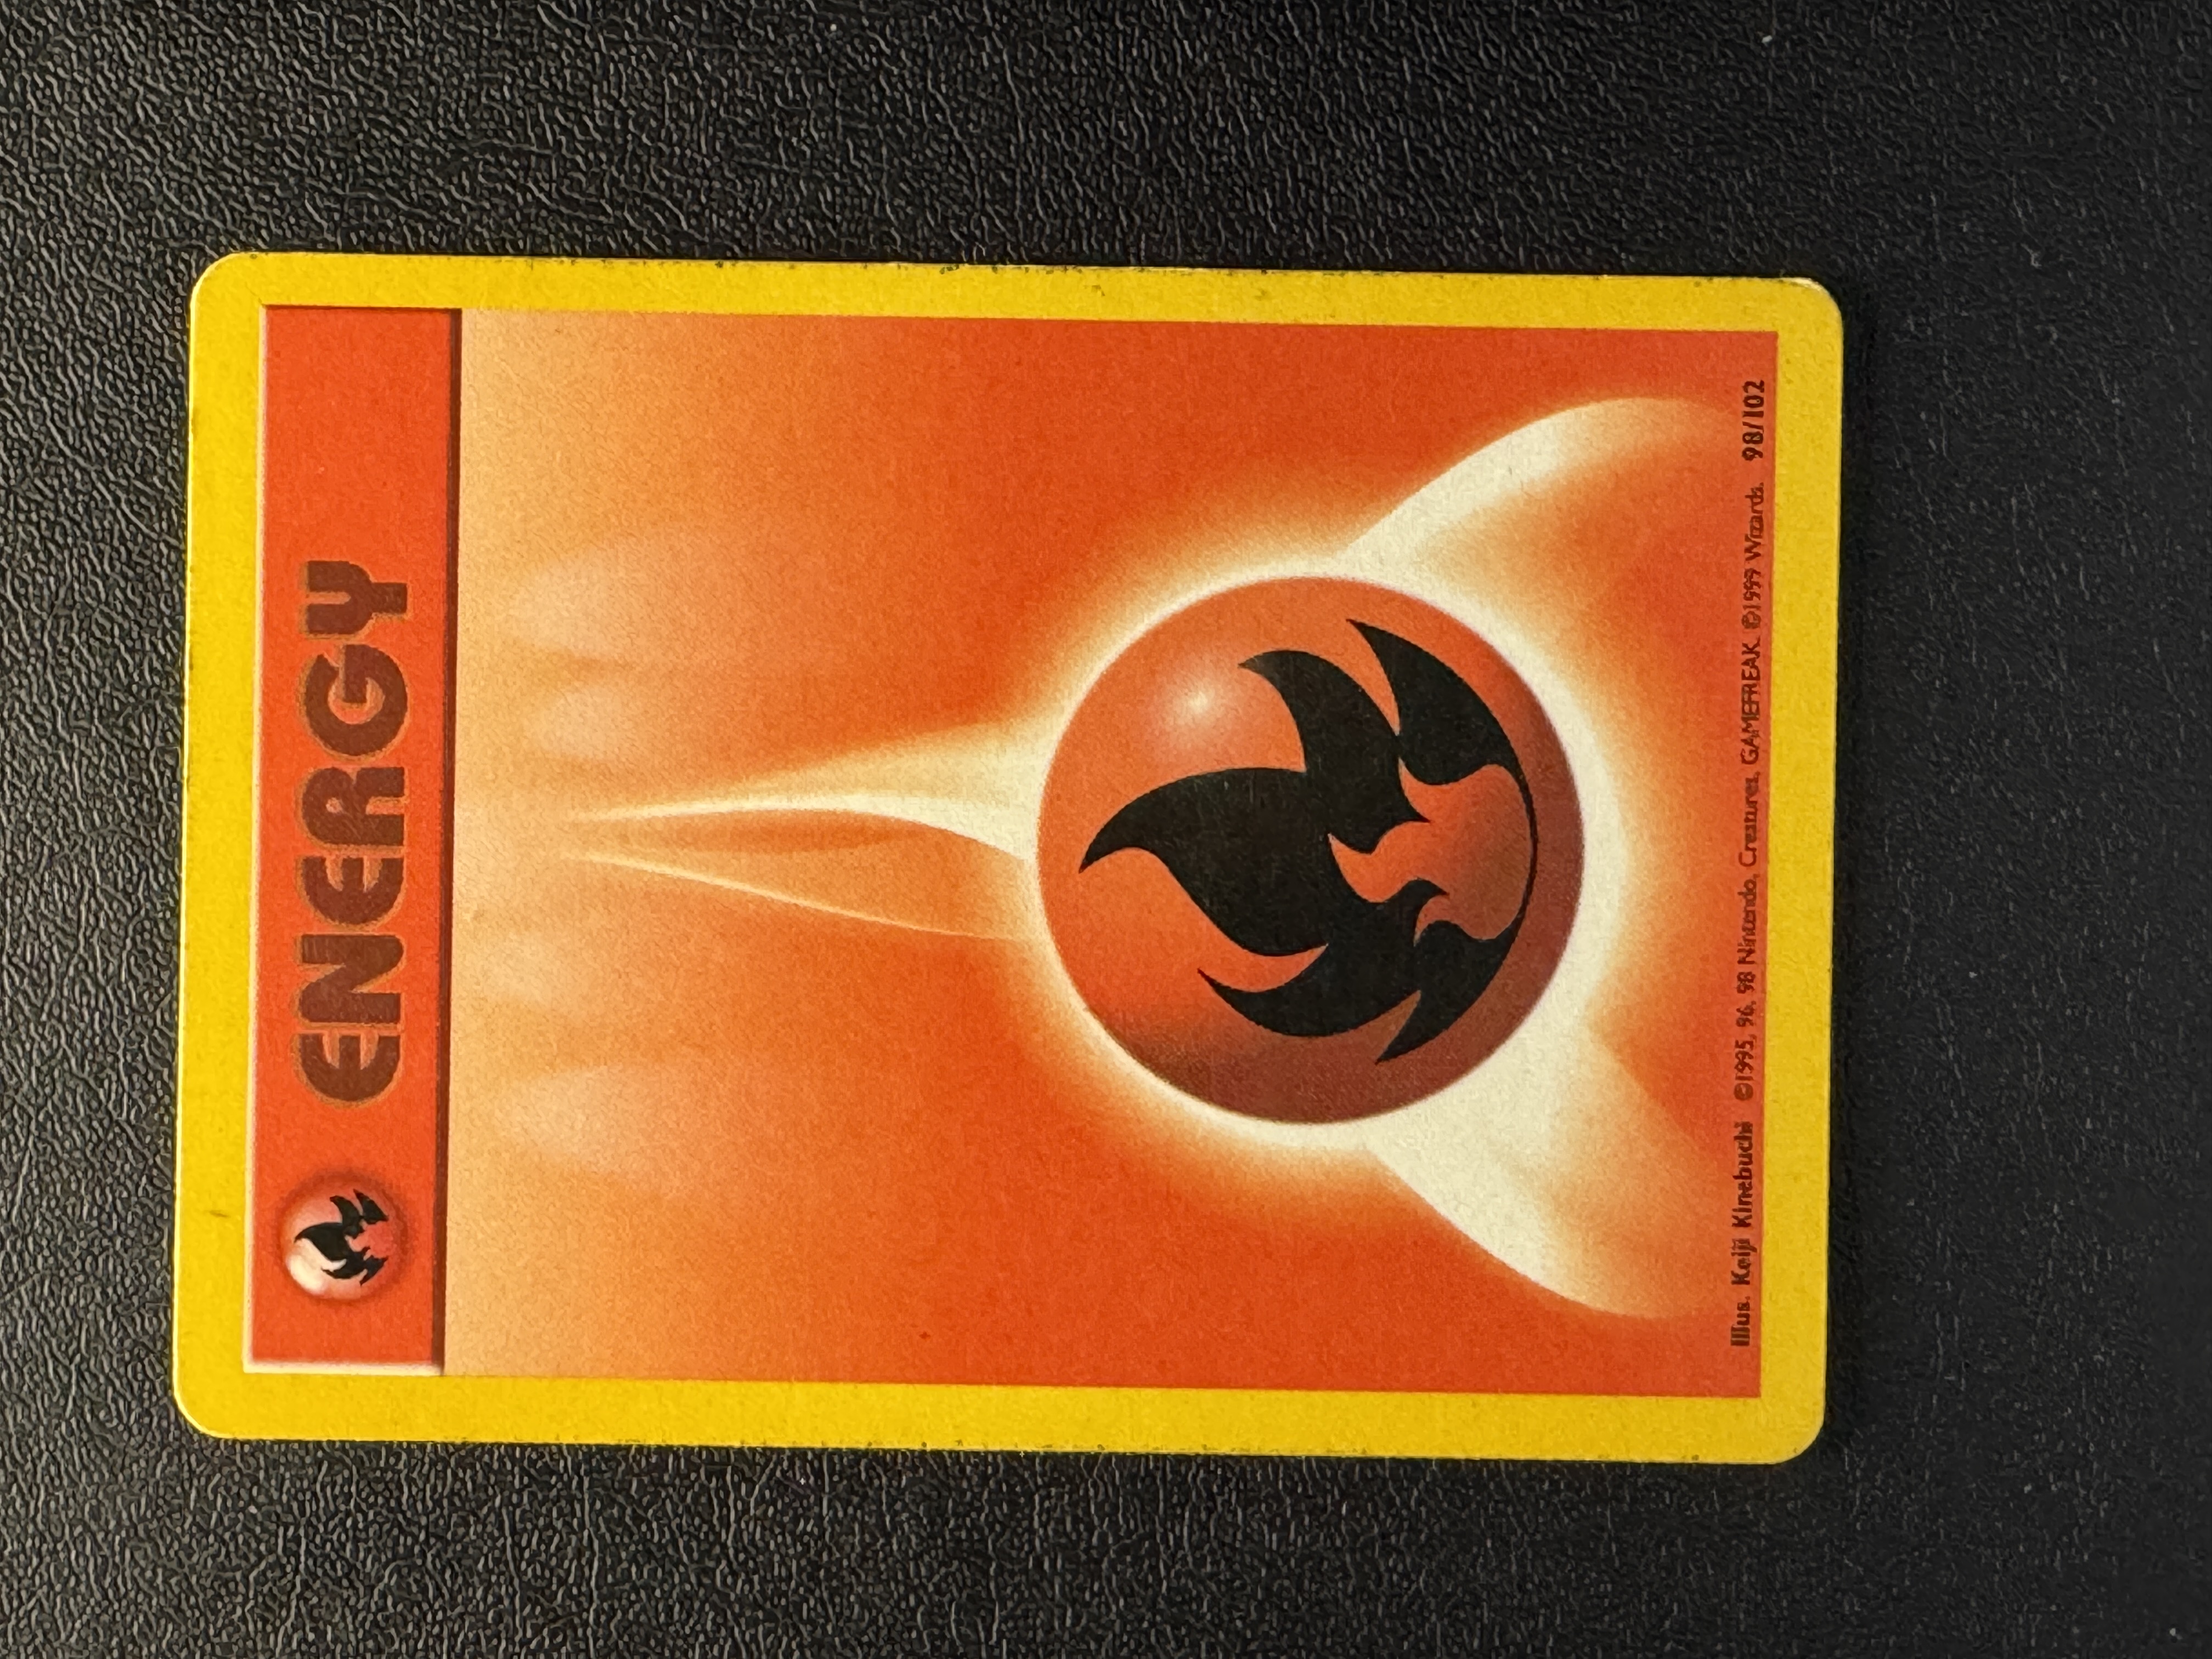 ENERGY
Illus. Keiji Kinebuchi ©1995, 96, 98 Nintendo, Creatures, GAMEFREAK. ©1999 Wizards. 98/102